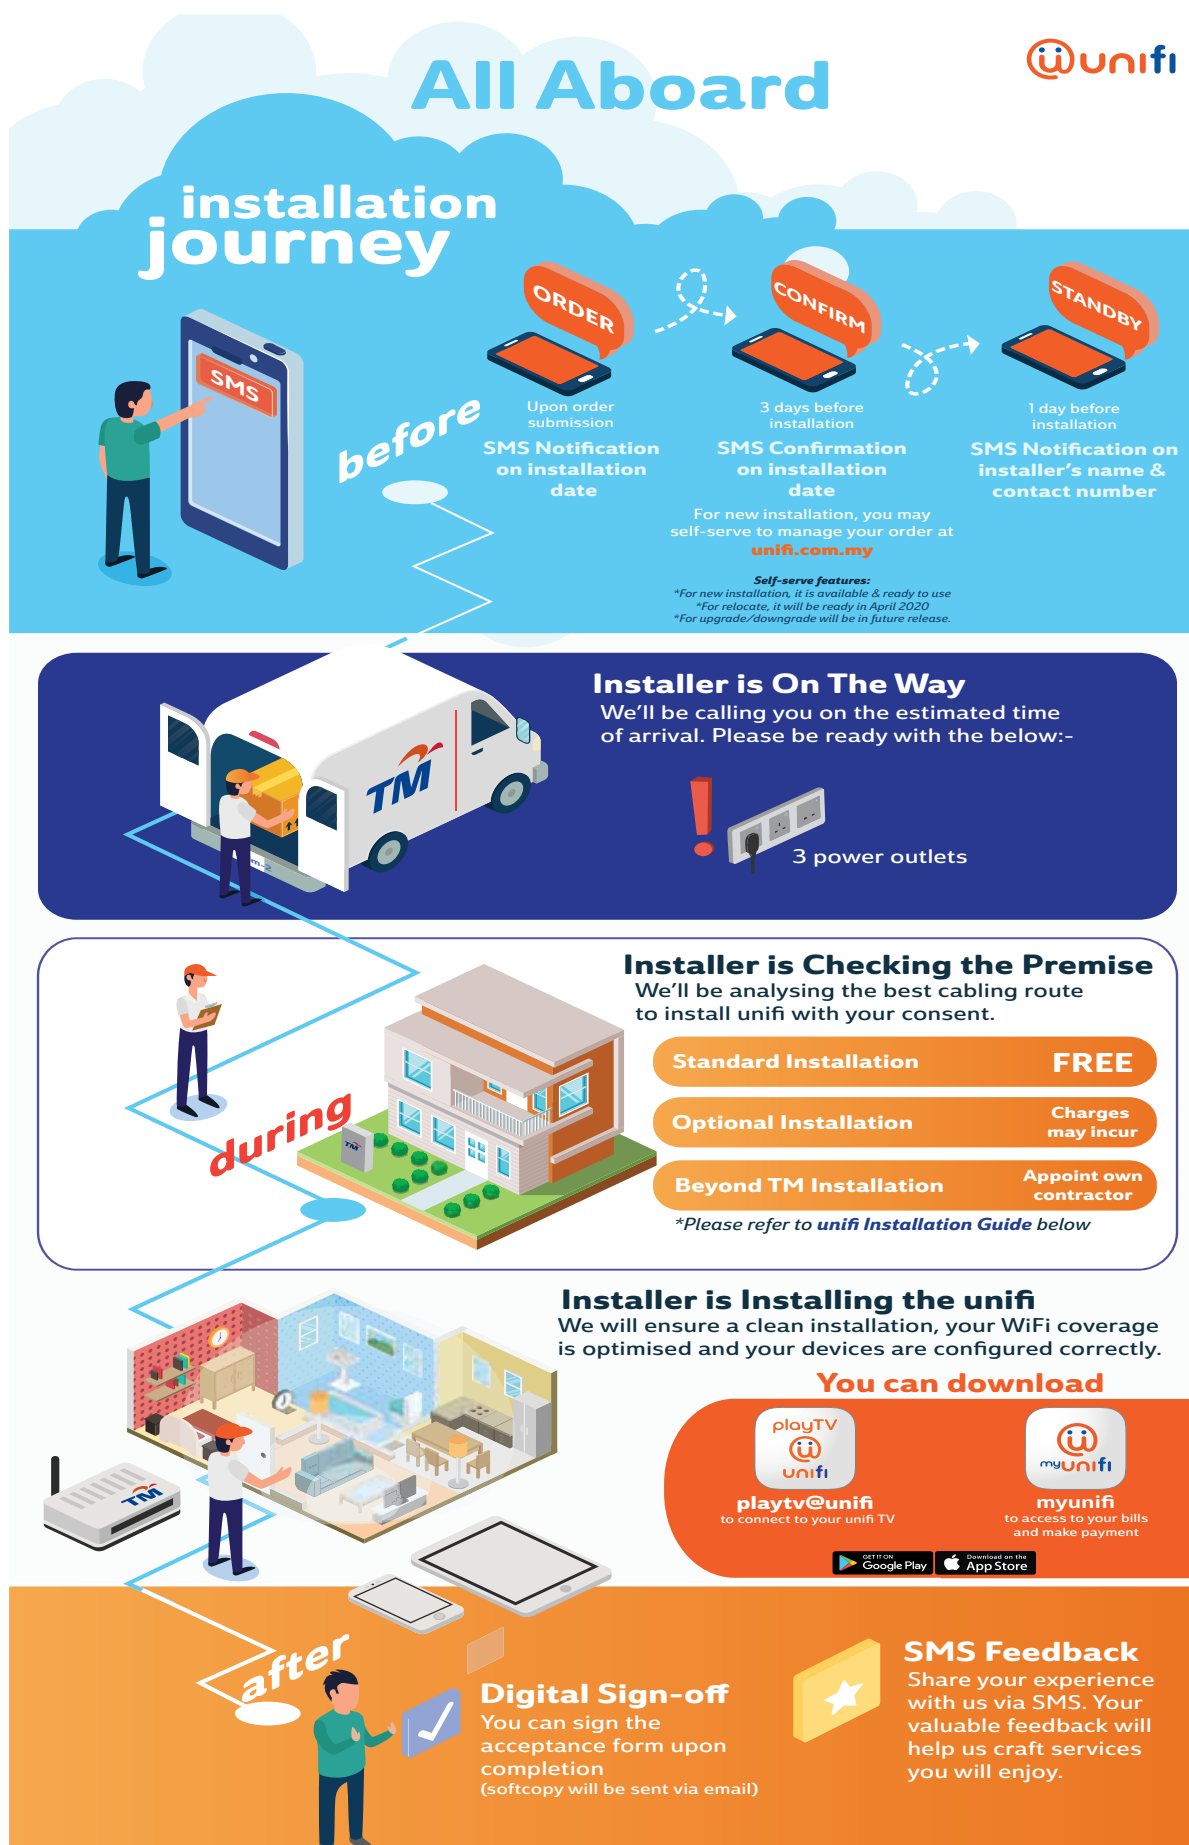 All Aboard
unifi
installation
journey
SMS
before
ORDER
Upon order
submission
SMS Notification
on installation
date
CONFIRM
3 days before
installation
SMS Confirmation
on installation
date
For new installation, you may
self-serve to manage your order at
unifi.com.my
Self-serve features:
*For new installation, it is available & ready to use
*For relocate, it will be ready in April 2020
*For upgrade/downgrade will be in future release.
STANDBY
1 day before
installation
SMS Notification on
installer's name &
contact number
TM
Installer is On The Way
We'll be calling you on the estimated time
of arrival. Please be ready with the below:-
3 power outlets
during
TM
Installer is Checking the Premise
We'll be analysing the best cabling route
to install unifi with your consent.
Standard Installation FREE
Optional Installation Charges
may incur
Beyond TM Installation Appoint own
contractor
*Please refer to unifi Installation Guide below
Installer is Installing the unifi
We will ensure a clean installation, your WiFi coverage
is optimised and your devices are configured correctly.
TM
You can download
playTV
unifi
playtv@unifi
to connect to your unifi TV
myunifi
myunifi
to access to your bills
and make payment
GET IT ON
Google Play
Download on the
App Store
after
Digital Sign-off
You can sign the
acceptance form upon
completion
(softcopy will be sent via email)
SMS Feedback
Share your experience
with us via SMS. Your
valuable feedback will
help us craft services
you will enjoy.